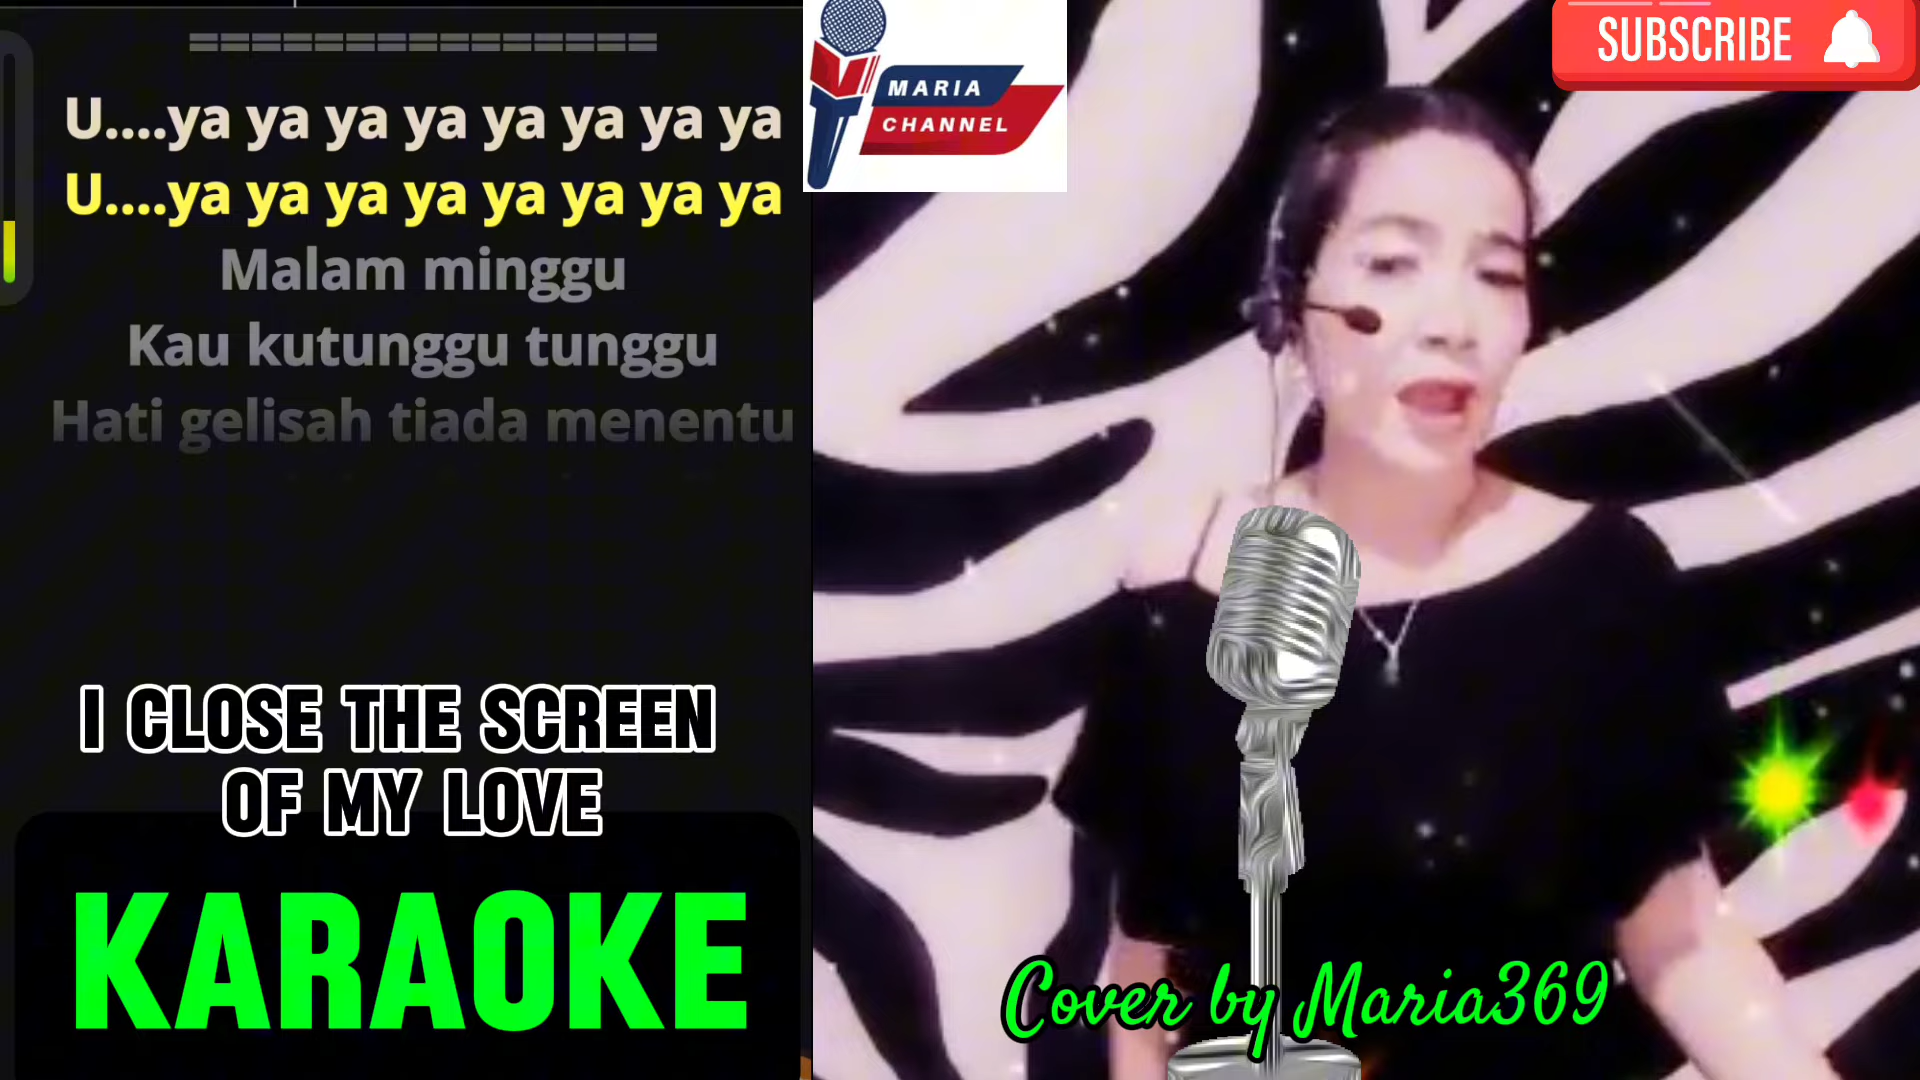 ================
U....ya ya ya ya ya ya ya ya
U....ya ya ya ya ya ya ya ya
Malam minggu
Kau kutunggu tunggu
Hati gelisah tiada menentu
I CLOSE THE SCREEN
OF MY LOVE
KARAOKE
MARIA
CHANNEL
SUBSCRIBE
Cover by Maria369